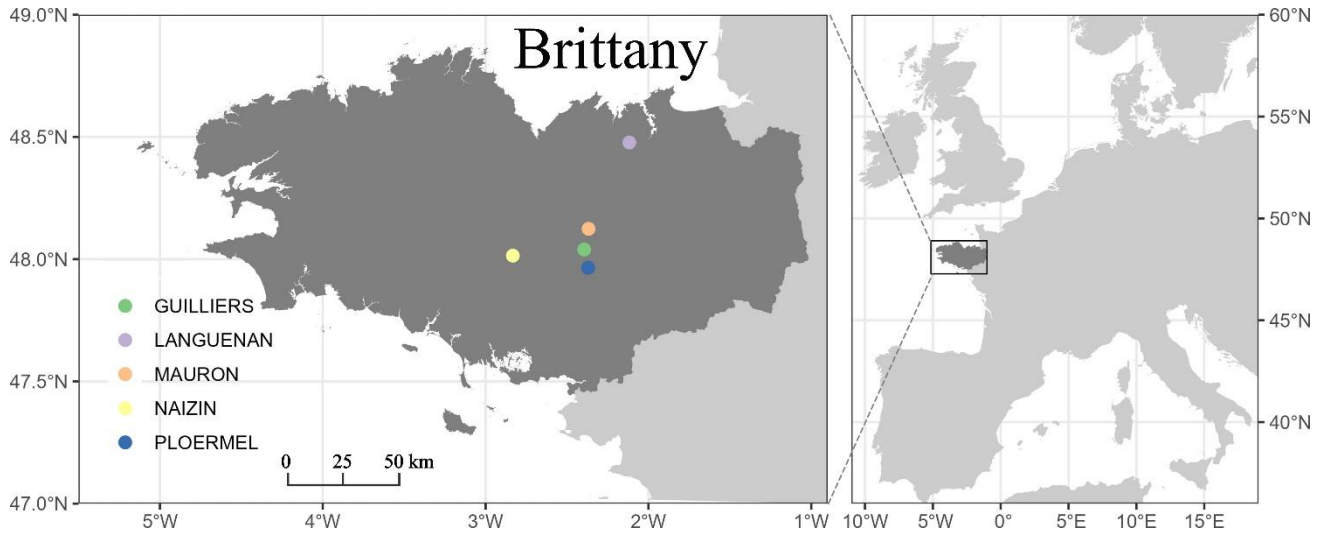 Brittany
49.0°N
48.5°N
48.0°N
47.5°N
47.0°N
GUILLIERS
LANGUENAN
MAURON
NAIZIN
PLOERMEL
0 25 50 km
5°W 4°W 3°W 2°W 1°W
60°N
55°N
50°N
45°N
40°N
10°W 5°W 0° 5°E 10°E 15°E